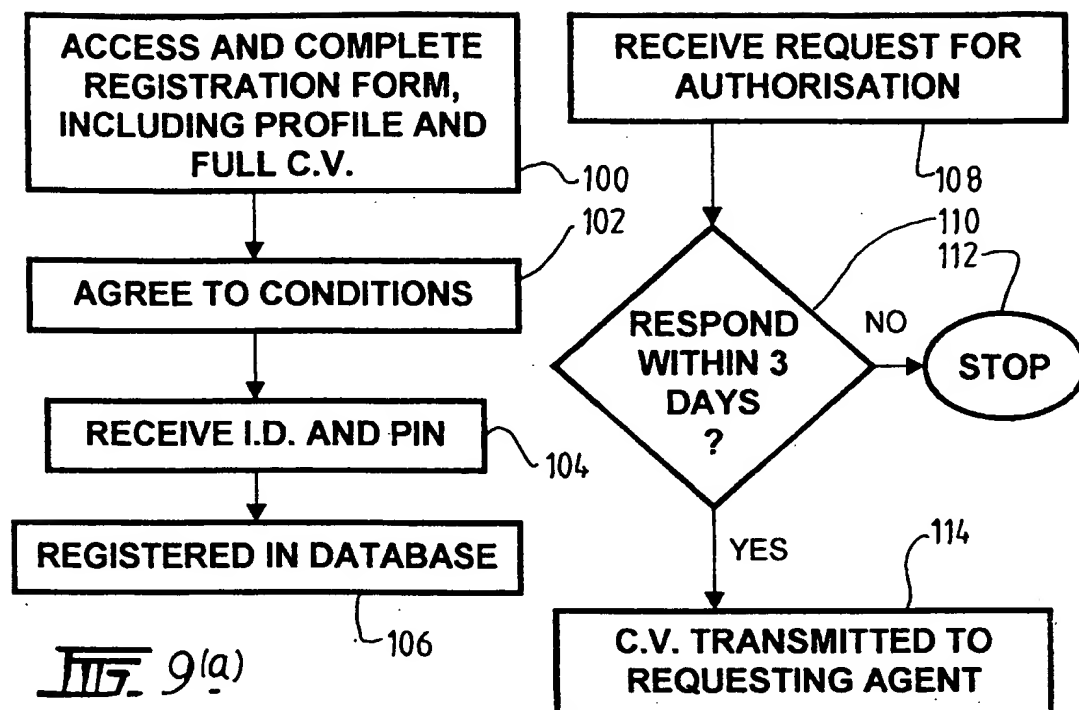 ACCESS AND COMPLETE
REGISTRATION FORM,
INCLUDING PROFILE AND
FULL C.V.
100
102
AGREE TO CONDITIONS
RECEIVE I.D. AND PIN
104
REGISTERED IN DATABASE
106
FIG. 9(a)
RECEIVE REQUEST FOR
AUTHORISATION
108
110
112
RESPOND
WITHIN 3
DAYS
?
NO
STOP
YES
114
C.V. TRANSMITTED TO
REQUESTING AGENT